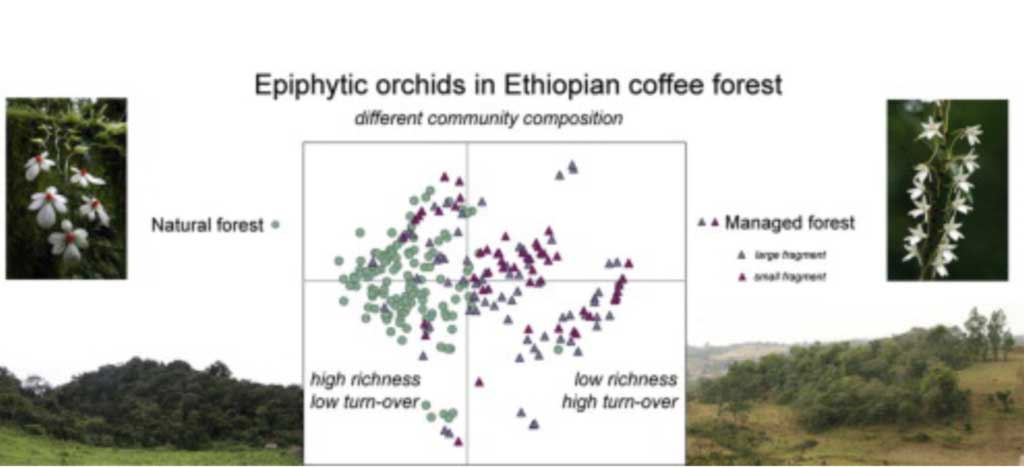 Epiphytic orchids in Ethiopian coffee forest
different community composition
Natural forest
Managed forest
large fragment
small fragment
high richness
low turn-over
low richness
high turn-over